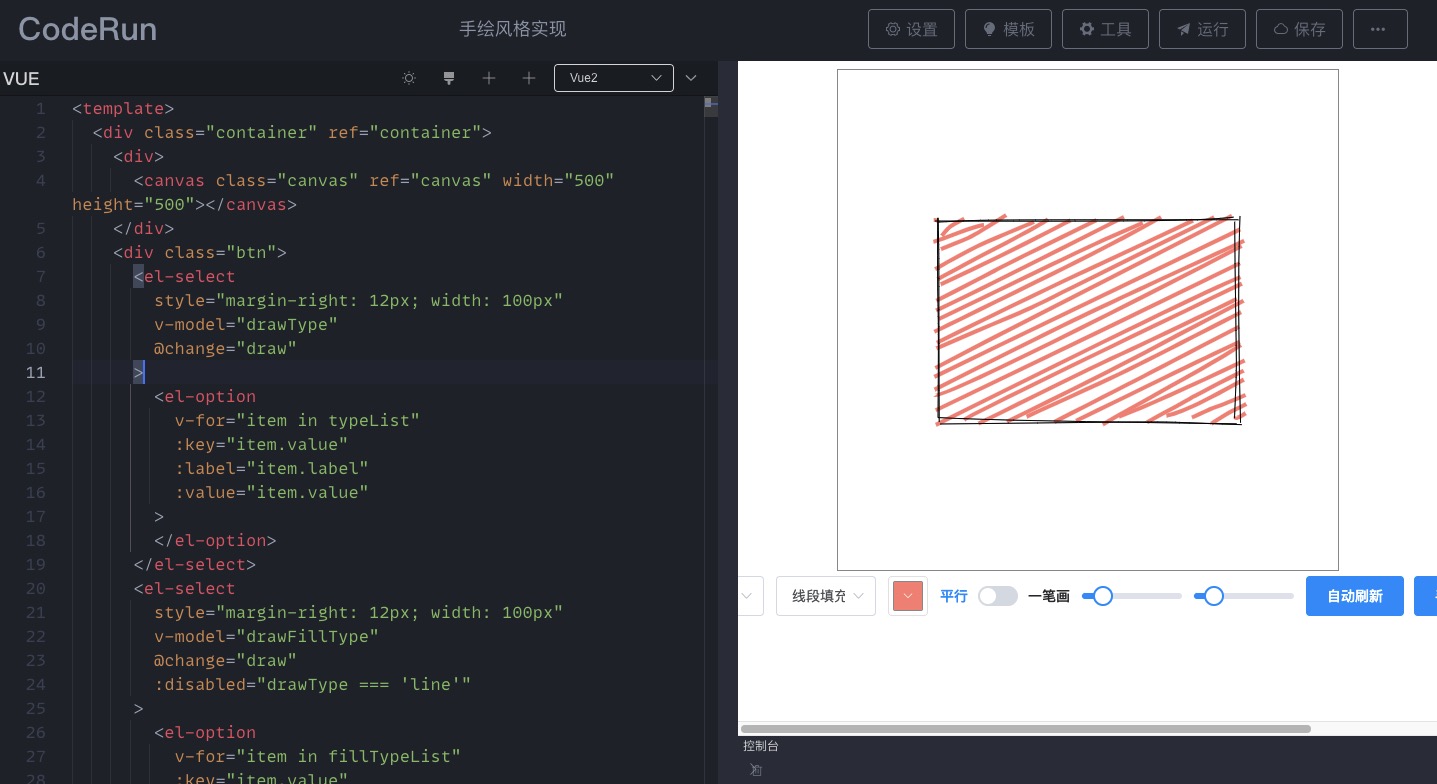 CodeRun
手绘风格实现
设置
模板
工具
运行
保存
VUE
Vue2
1 <template>
2 <div class="container" ref="container">
3 <div>
4 <canvas class="canvas" ref="canvas" width="500"
height="500"></canvas>
5 </div>
6 <div class="btn">
7 <el-select
8 style="margin-right: 12px; width: 100px"
9 v-model="drawType"
10 @change="draw"
11 >
12 <el-option
13 v-for="item in typeList"
14 :key="item.value"
15 :label="item.label"
16 :value="item.value"
17 >
18 </el-option>
19 </el-select>
20 <el-select
21 style="margin-right: 12px; width: 100px"
22 v-model="drawFillType"
23 @change="draw"
24 :disabled="drawType === 'line'"
25 >
26 <el-option
27 v-for="item in fillTypeList"
28 :key="item.value"
线段填充
平行
一笔画
自动刷新
控制台